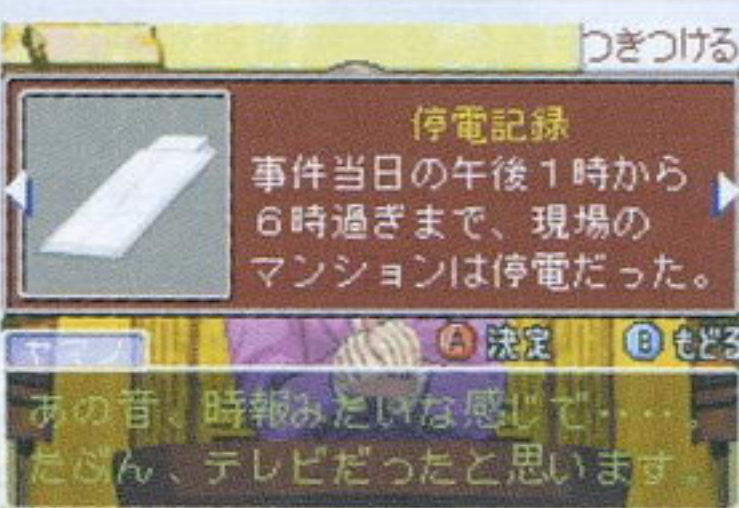 つきつける
停電記録
事件当日の午後1時から
6時過ぎまで、現場の
マンションは停電だった。
A 決定 B もどる
ヤマノ
あの音、時報みたいな感じで‥‥。
たぶん、テレビだったと思います。